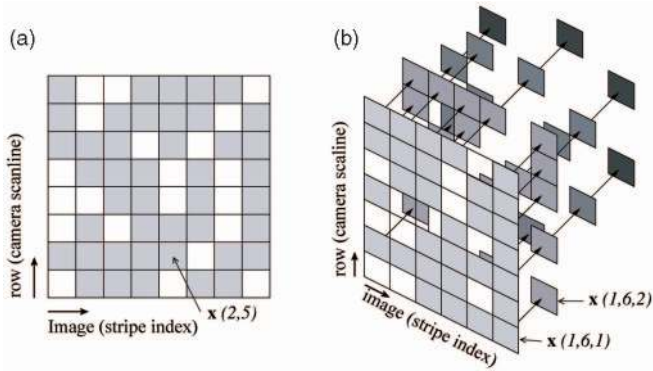 (a)
row (camera scanline)
Image (stripe index)
x (2,5)
(b)
row (camera scaline)
image (stripe index)
x (1,6,2)
x (1,6,1)